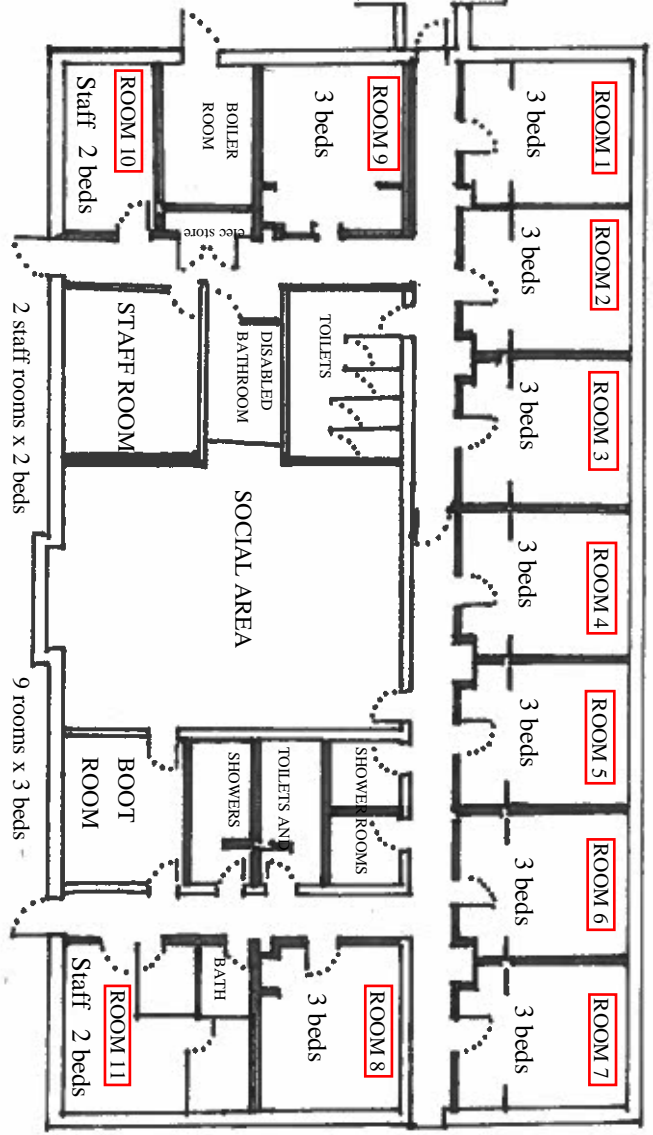 ROOM 1
3 beds
ROOM 2
3 beds
ROOM 3
3 beds
ROOM 4
3 beds
ROOM 5
3 beds
ROOM 6
3 beds
ROOM 7
3 beds
ROOM 9
3 beds
BOILER
ROOM
ROOM 10
Staff 2 beds
elec store
TOILETS
DISABLED
BATHROOM
STAFF ROOM
SOCIAL AREA
SHOWER ROOMS
TOILETS AND
SHOWERS
BOOT
ROOM
ROOM 8
3 beds
BATH
ROOM 11
Staff 2 beds
2 staff rooms x 2 beds
9 rooms x 3 beds